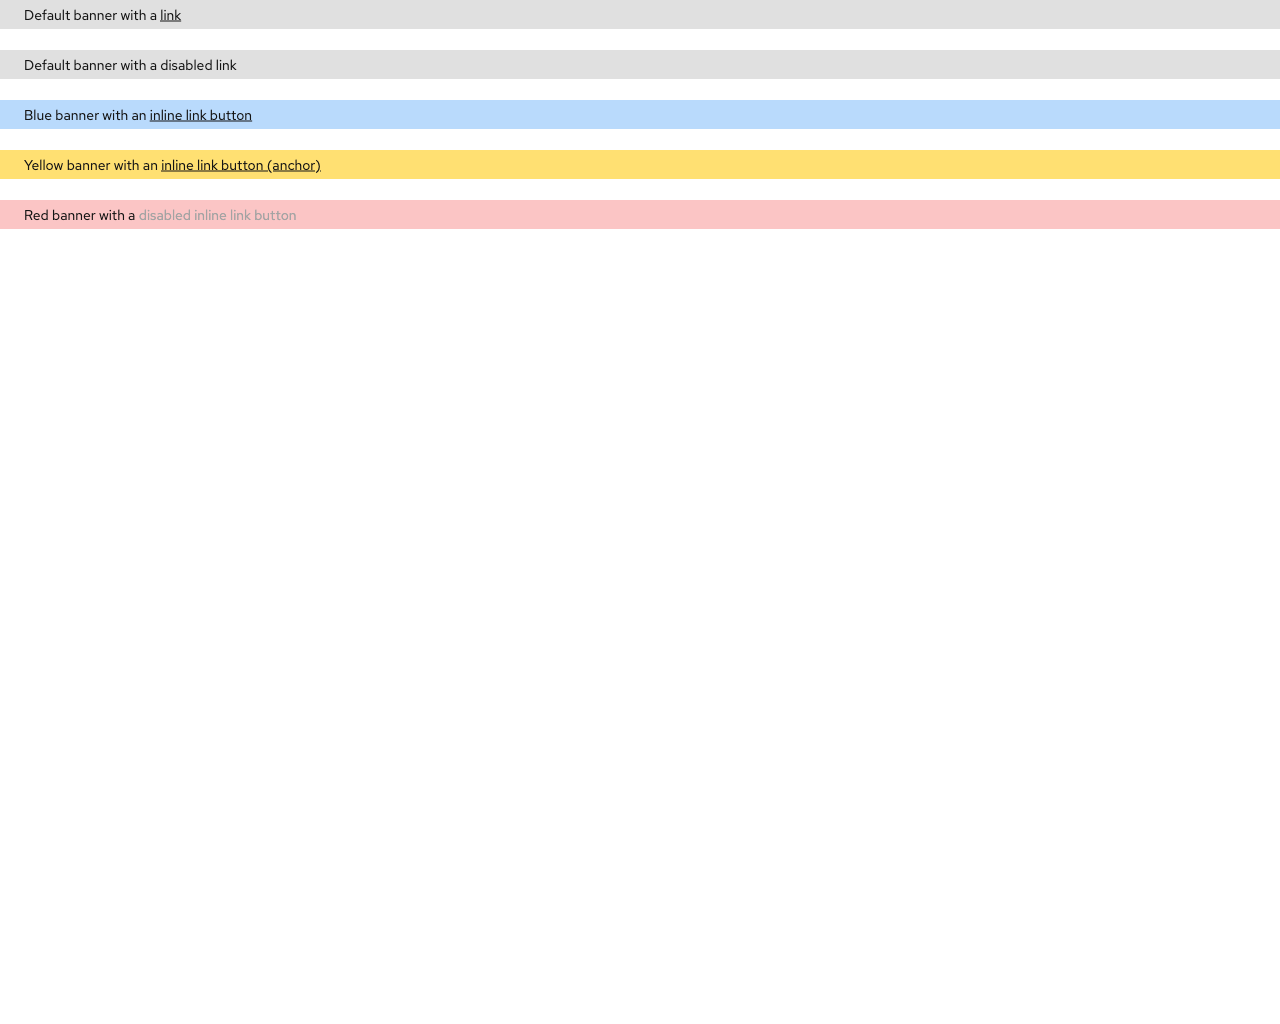 Default banner with a link
Default banner with a disabled link
Blue banner with an inline link button
Yellow banner with an inline link button (anchor)
Red banner with a disabled inline link button